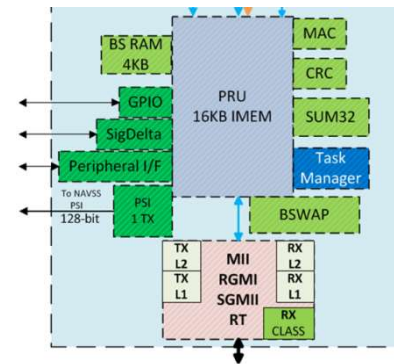 BS RAM
4KB
GPIO
SigDelta
Peripheral I/F
To NAVSS
PSI
128-bit
PSI
1 TX
PRU
16KB IMEM
MAC
CRC
SUM32
Task
Manager
BSWAP
TX
L2
TX
L1
MII
RGMI
SGMII
RT
RX
L2
RX
L1
RX
CLASS